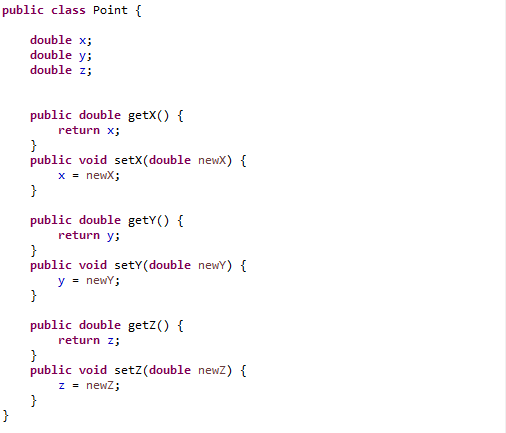 public class Point {
    double x;
    double y;
    double z;
    public double getX() {
        return x;
    }
    public void setX(double newX) {
        x = newX;
    }
    public double getY() {
        return y;
    }
    public void setY(double newY) {
        y = newY;
    }
    public double getZ() {
        return z;
    }
    public void setZ(double newZ) {
        z = newZ;
    }
}